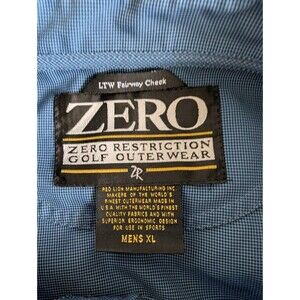 LTW Fairway Check
ZERO
ZERO RESTRICTION
GOLF OUTERWEAR
ZR
RED LION MANUFACTURING INC.
MAKERS OF THE WORLD'S
FINEST OUTERWEAR MADE IN
U.S.A WITH THE WORLD'S FINEST
QUALITY FABRICS AND WITH
SUPERIOR ERGONOMIC DESIGN
FOR USE IN SPORTS
MENS XL